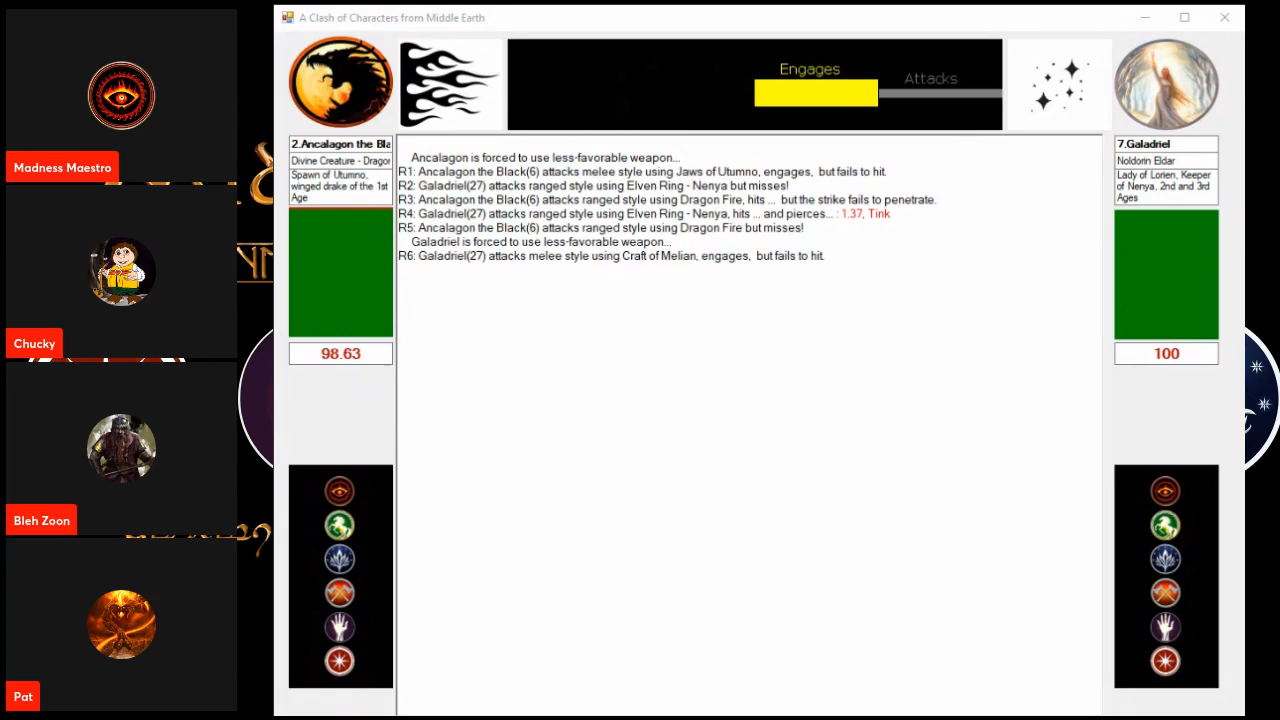 A Clash of Characters from Middle Earth
Engages
Attacks
2.Ancalagon the Bla
Divine Creature - Dragon
Spawn of Utumno,
winged drake of the 1st
Age
98.63
Ancalagon is forced to use less-favorable weapon...
R1: Ancalagon the Black(6) attacks melee style using Jaws of Utumno, engages, but fails to hit.
R2: Galadriel(27) attacks ranged style using Elven Ring - Nenya but misses!
R3: Ancalagon the Black(6) attacks ranged style using Dragon Fire, hits ... but the strike fails to penetrate.
R4: Galadriel(27) attacks ranged style using Elven Ring - Nenya, hits ... and pierces... : 1.37, Tink
R5: Ancalagon the Black(6) attacks ranged style using Dragon Fire but misses!
Galadriel is forced to use less-favorable weapon...
R6: Galadriel(27) attacks melee style using Craft of Melian, engages, but fails to hit.
7.Galadriel
Noldorin Eldar
Lady of Lorien, Keeper
of Nenya, 2nd and 3rd
Ages
100
Madness Maestro
Chucky
Bleh Zoon
Pat